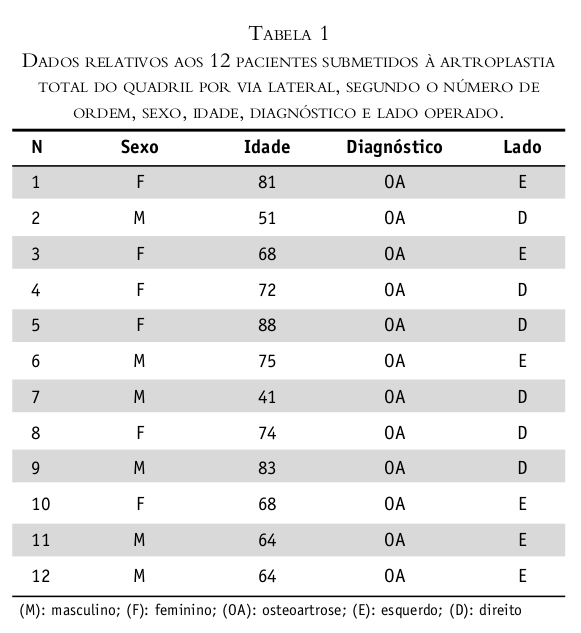 Tabela 1
Dados relativos aos 12 pacientes submetidos à artroplastia
total do quadril por via lateral, segundo o número de
ordem, sexo, idade, diagnóstico e lado operado.
N Sexo Idade Diagnóstico Lado
1 F 81 OA E
2 M 51 OA D
3 F 68 OA E
4 F 72 OA D
5 F 88 OA D
6 M 75 OA E
7 M 41 OA D
8 F 74 OA D
9 M 83 OA D
10 F 68 OA E
11 M 64 OA E
12 M 64 OA E
(M): masculino; (F): feminino; (OA): osteoartrose; (E): esquerdo; (D): direito